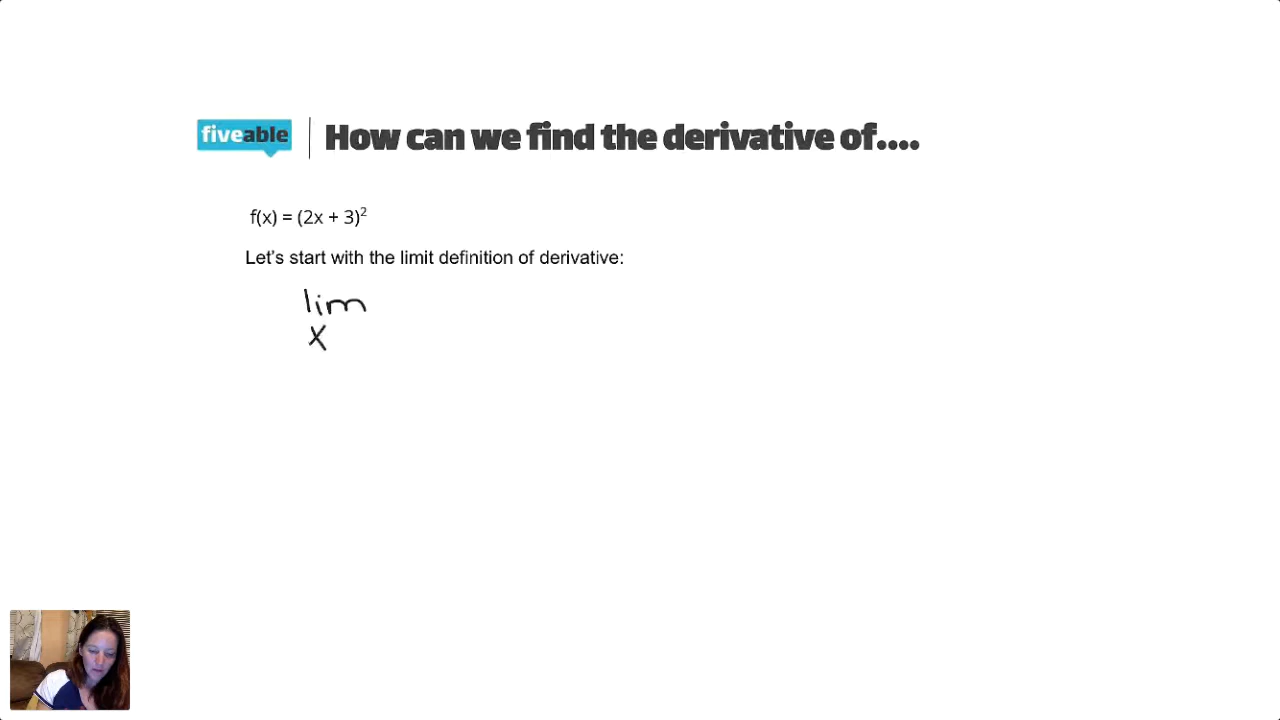 fiveable
How can we find the derivative of....
f(x) = (2x + 3)²
Let's start with the limit definition of derivative:
lim
x